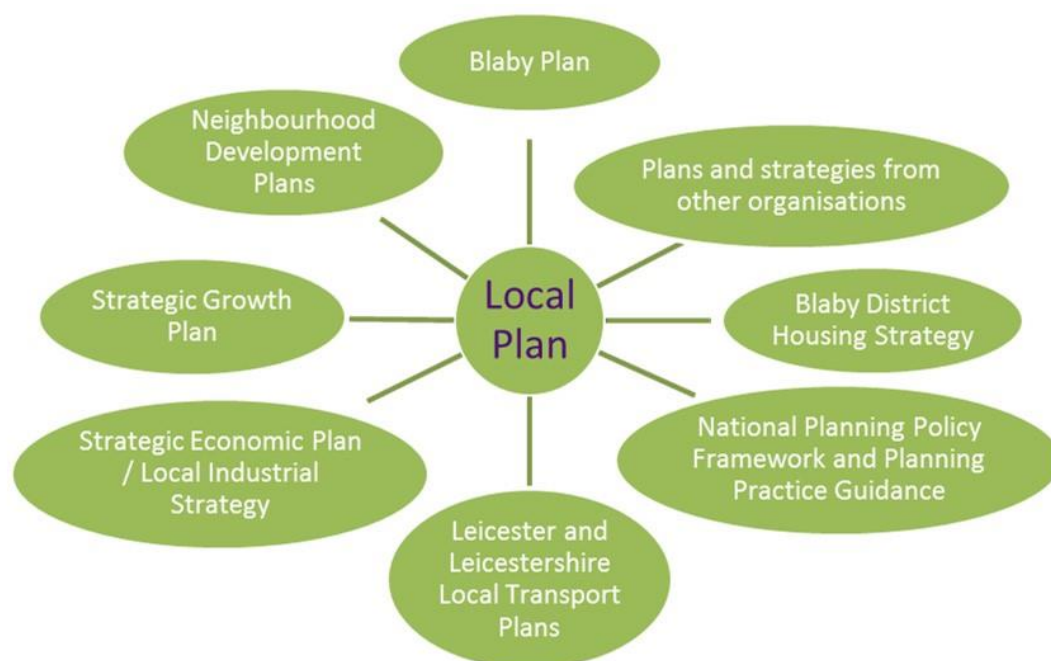 Blaby Plan
Neighbourhood
Development
Plans
Plans and strategies from
other organisations
Local
Plan
Strategic Growth
Plan
Blaby District
Housing Strategy
Strategic Economic Plan
/ Local Industrial
Strategy
National Planning Policy
Framework and Planning
Practice Guidance
Leicester and
Leicestershire
Local Transport
Plans